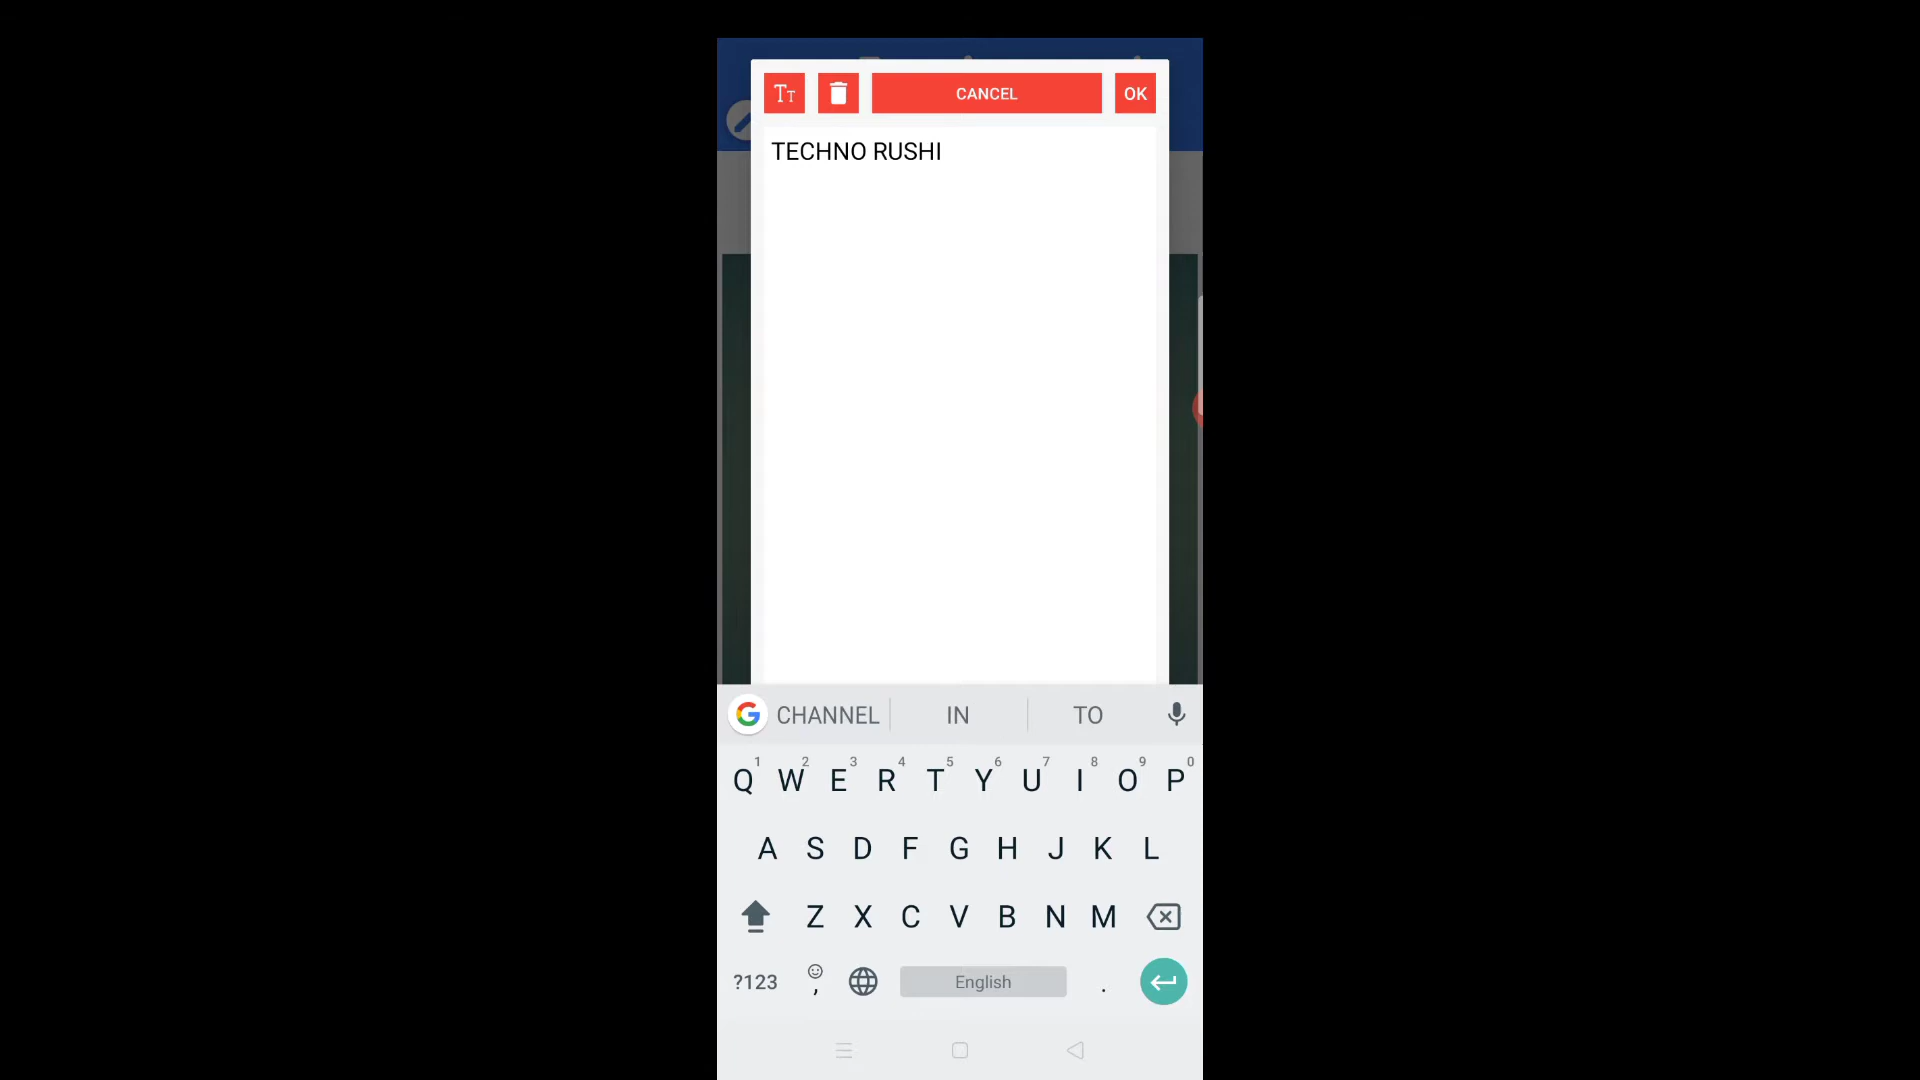 TT CANCEL OK
TECHNO RUSHI
G CHANNEL IN TO
1 2 3 4 5 6 7 8 9 0
Q W E R T Y U I O P
A S D F G H J K L
Z X C V B N M
?123 , English .